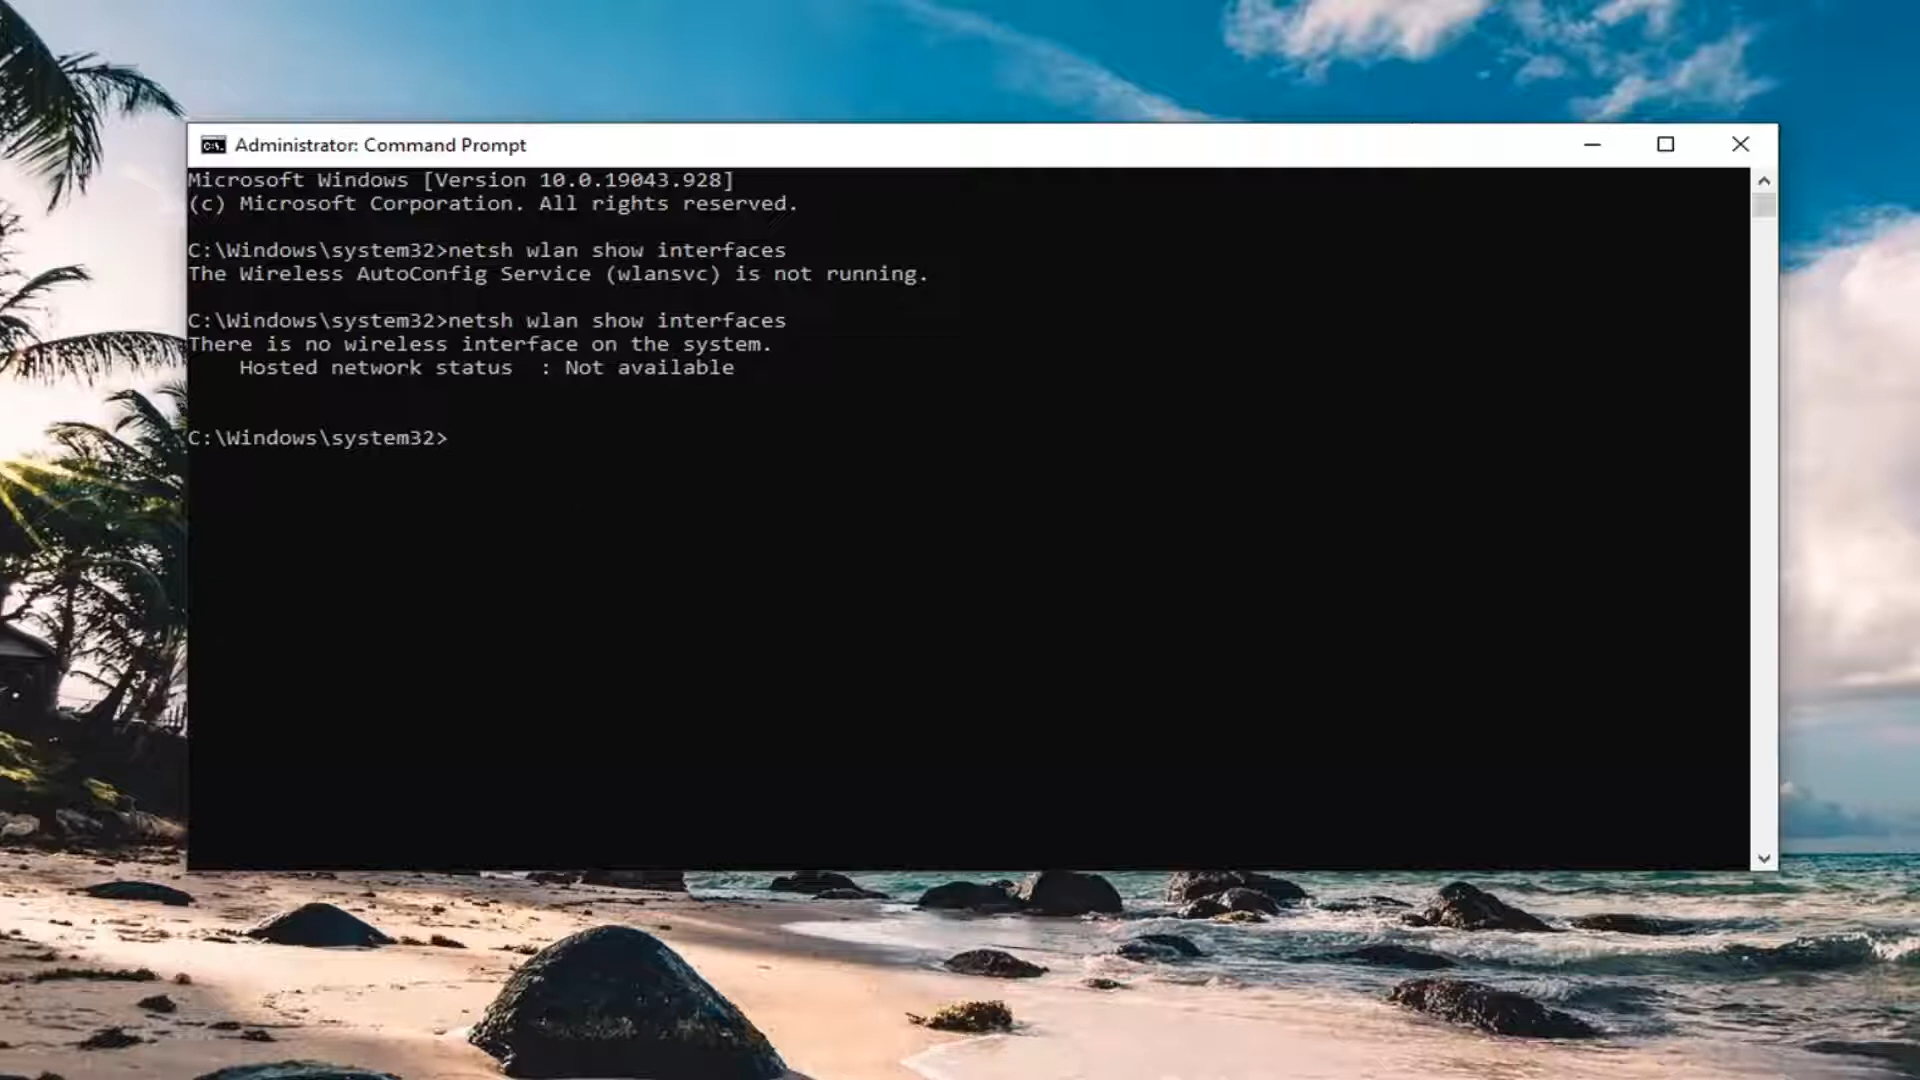 Administrator: Command Prompt
Microsoft Windows [Version 10.0.19043.928]
(c) Microsoft Corporation. All rights reserved.
C:\Windows\system32>netsh wlan show interfaces
The Wireless AutoConfig Service (wlansvc) is not running.
C:\Windows\system32>netsh wlan show interfaces
There is no wireless interface on the system.
    Hosted network status  : Not available
C:\Windows\system32>